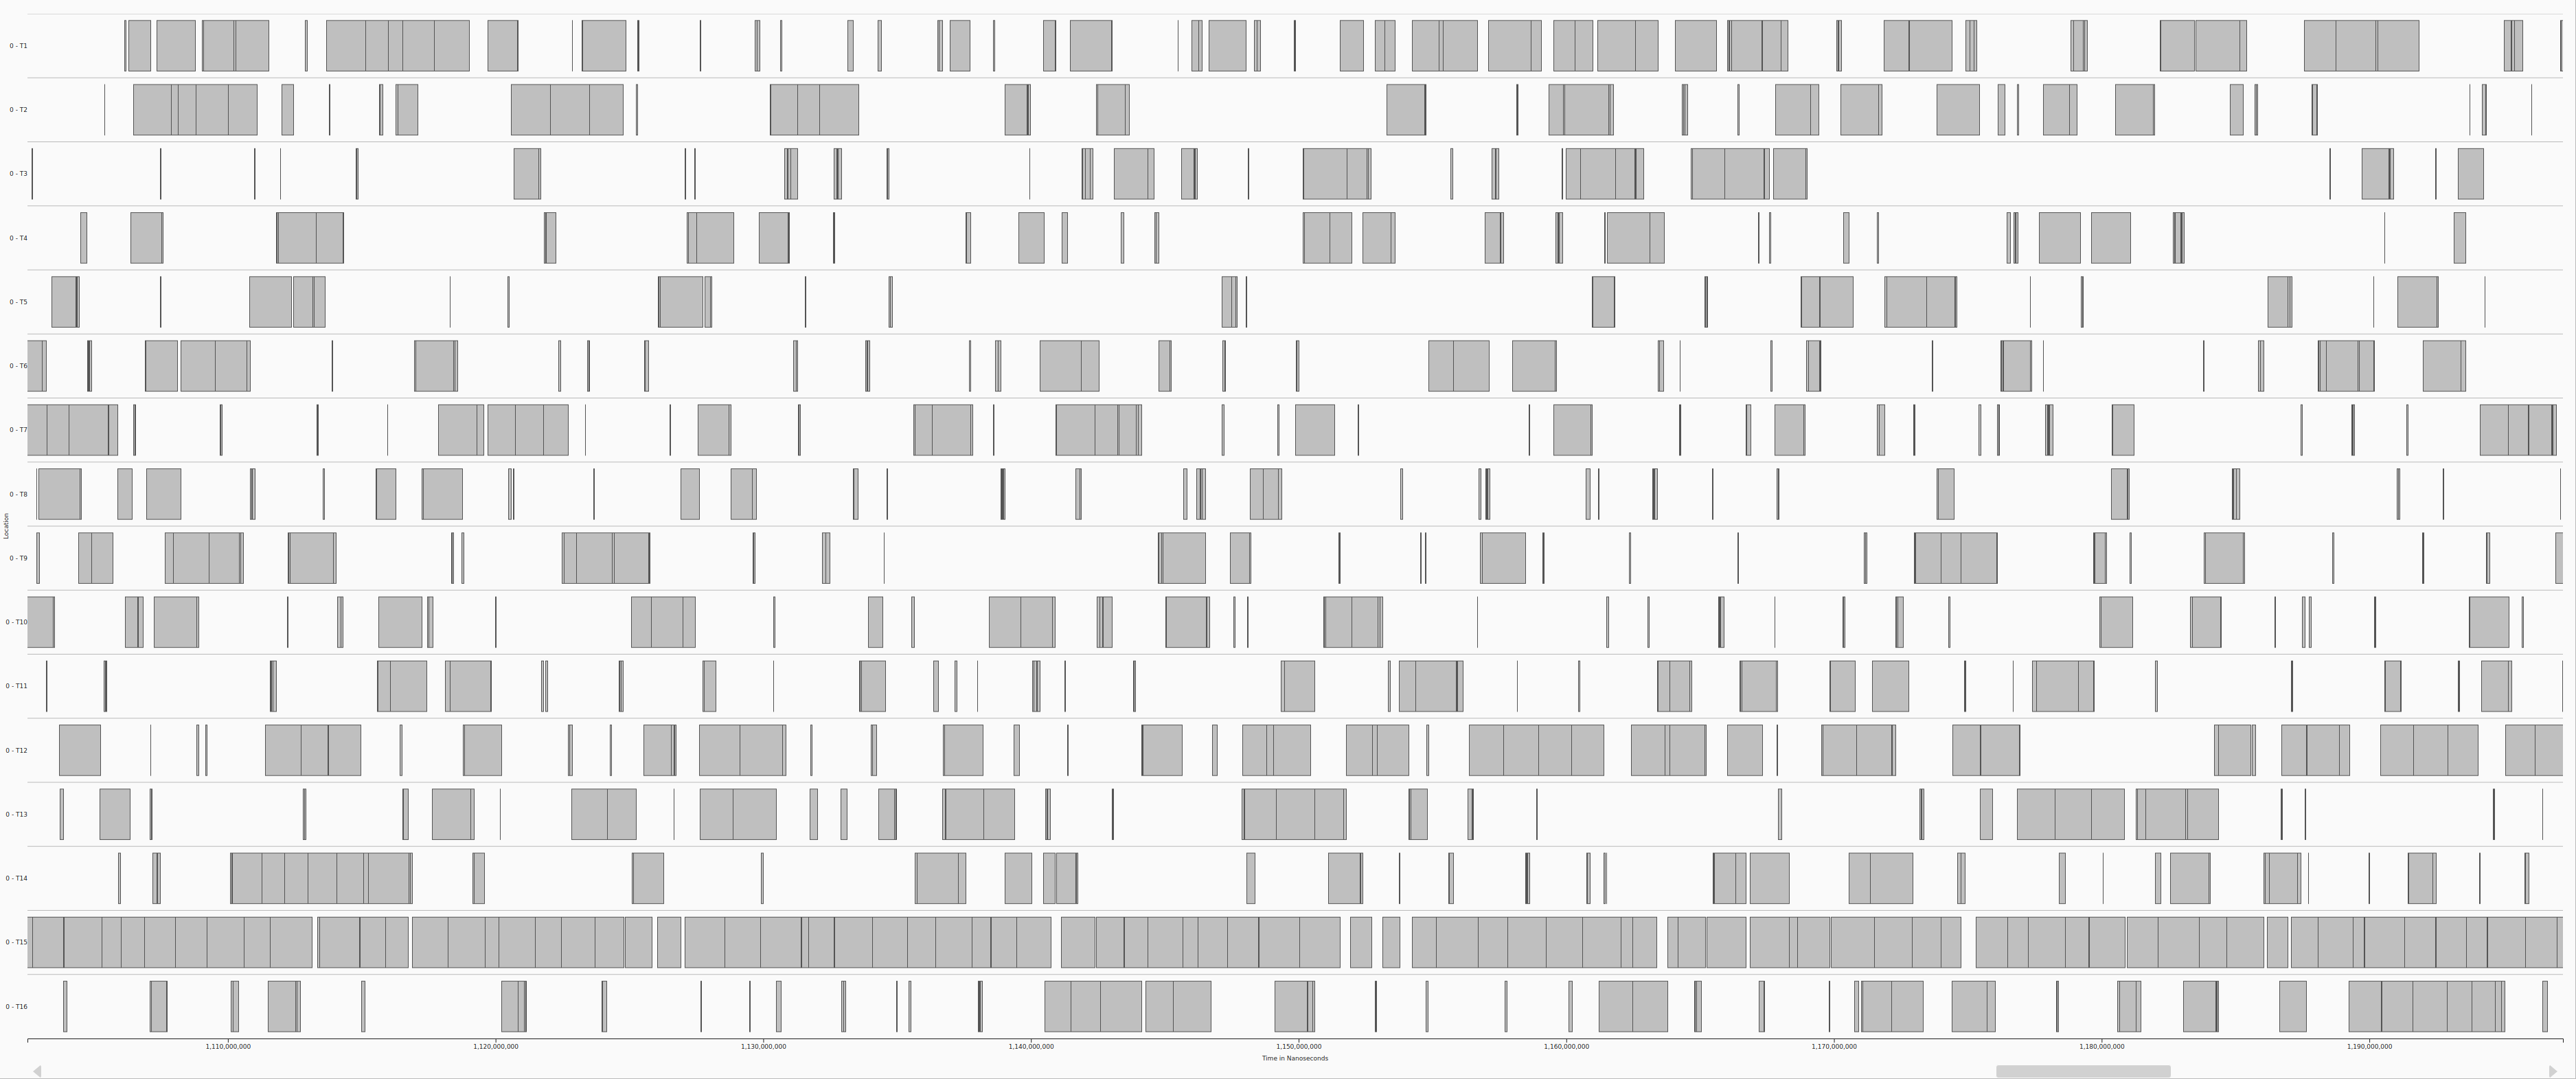 0 - T1
0 - T2
0 - T3
0 - T4
0 - T5
0 - T6
0 - T7
0 - T8
Location
0 - T9
0 - T10
0 - T11
0 - T12
0 - T13
0 - T14
0 - T15
0 - T16
1,110,000,000 1,120,000,000 1,130,000,000 1,140,000,000 1,150,000,000 1,160,000,000 1,170,000,000 1,180,000,000 1,190,000,000
Time in Nanoseconds